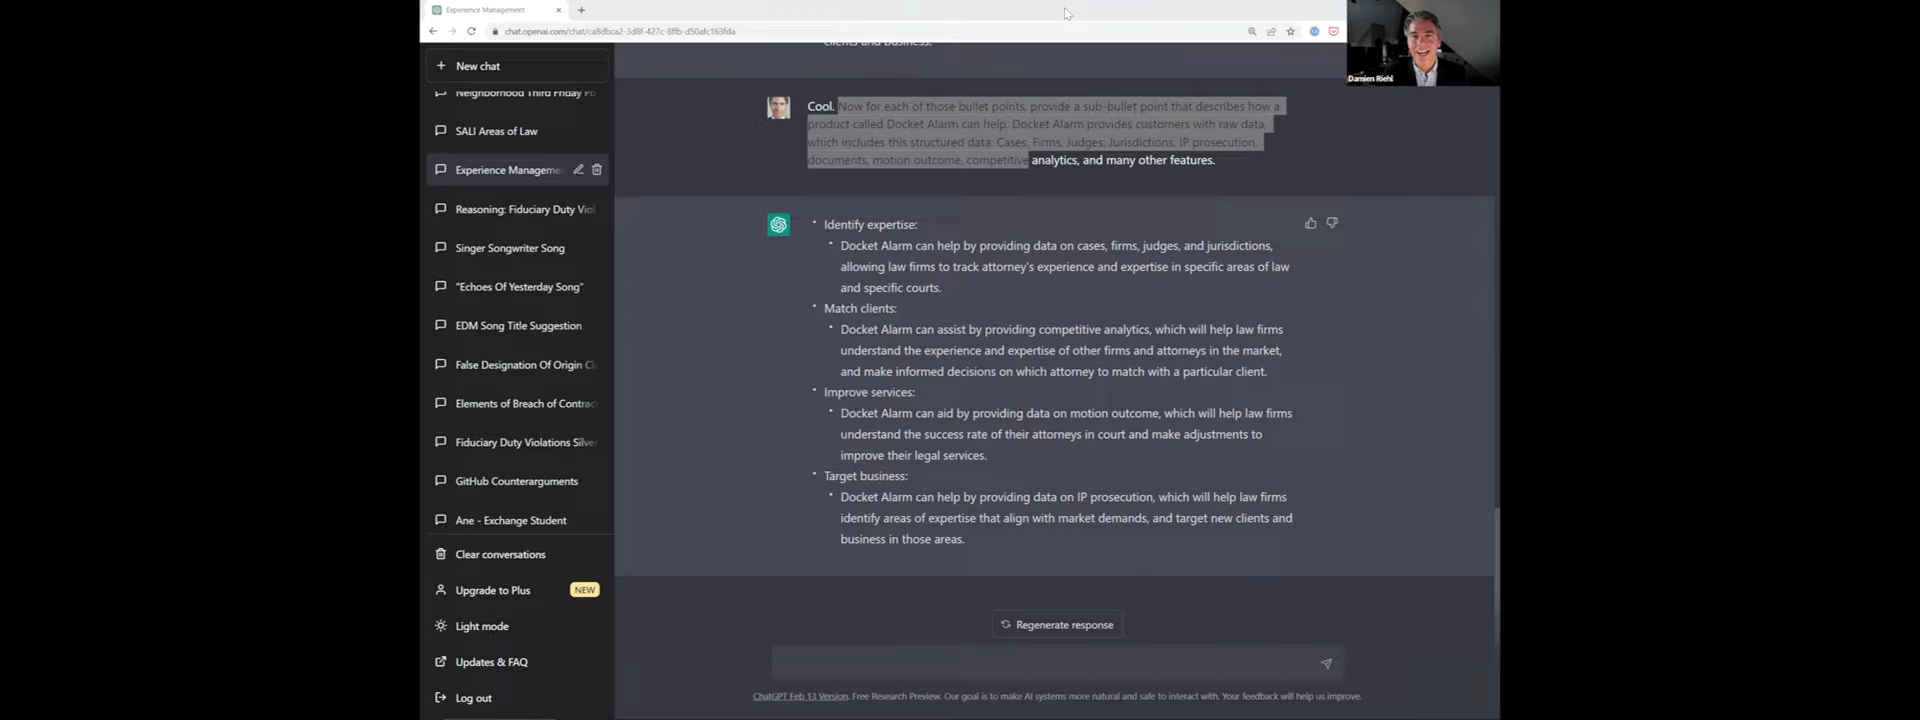 Experience Management
chat.openai.com/chat/ca8dbca2-3d8f-427c-8ffb-d50afc163fda
Damien Riehl
New chat
Neighborhood Third Friday Po
SALI Areas of Law
Experience Manageme
Reasoning: Fiduciary Duty Viol
Singer Songwriter Song
"Echoes Of Yesterday Song"
EDM Song Title Suggestion
False Designation Of Origin Cl
Elements of Breach of Contract
Fiduciary Duty Violations Silver
GitHub Counterarguments
Ane - Exchange Student
Clear conversations
Upgrade to Plus NEW
Light mode
Updates & FAQ
Log out
clients and business.
Cool. Now for each of those bullet points, provide a sub-bullet point that describes how a
product called Docket Alarm can help. Docket Alarm provides customers with raw data,
which includes this structured data: Cases, Firms, Judges, Jurisdictions, IP prosecution,
documents, motion outcome, competitive analytics, and many other features.
• Identify expertise:
• Docket Alarm can help by providing data on cases, firms, judges, and jurisdictions,
allowing law firms to track attorney's experience and expertise in specific areas of law
and specific courts.
• Match clients:
• Docket Alarm can assist by providing competitive analytics, which will help law firms
understand the experience and expertise of other firms and attorneys in the market,
and make informed decisions on which attorney to match with a particular client.
• Improve services:
• Docket Alarm can aid by providing data on motion outcome, which will help law firms
understand the success rate of their attorneys in court and make adjustments to
improve their legal services.
• Target business:
• Docket Alarm can help by providing data on IP prosecution, which will help law firms
identify areas of expertise that align with market demands, and target new clients and
business in those areas.
Regenerate response
ChatGPT Feb 13 Version. Free Research Preview. Our goal is to make AI systems more natural and safe to interact with. Your feedback will help us improve.